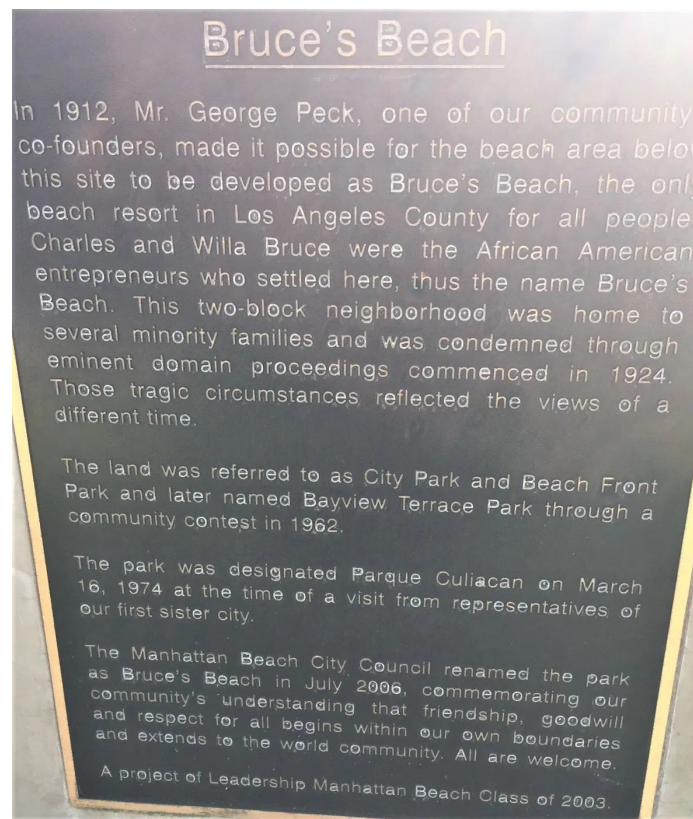 Bruce's Beach
In 1912, Mr. George Peck, one of our community
co-founders, made it possible for the beach area belo
this site to be developed as Bruce's Beach, the onl
beach resort in Los Angeles County for all people
Charles and Willa Bruce were the African American
entrepreneurs who settled here, thus the name Bruce's
Beach. This two-block neighborhood was home to
several minority families and was condemned through
eminent domain proceedings commenced in 1924.
Those tragic circumstances reflected the views of a
different time.
The land was referred to as City Park and Beach Front
Park and later named Bayview Terrace Park through a
community contest in 1962.
The park was designated Parque Culiacan on March
16, 1974 at the time of a visit from representatives of
our first sister city.
The Manhattan Beach City Council renamed the park
as Bruce's Beach in July 2006, commemorating our
community's understanding that friendship, goodwill
and respect for all begins within our own boundaries
and extends to the world community. All are welcome.
A project of Leadership Manhattan Beach Class of 2003.